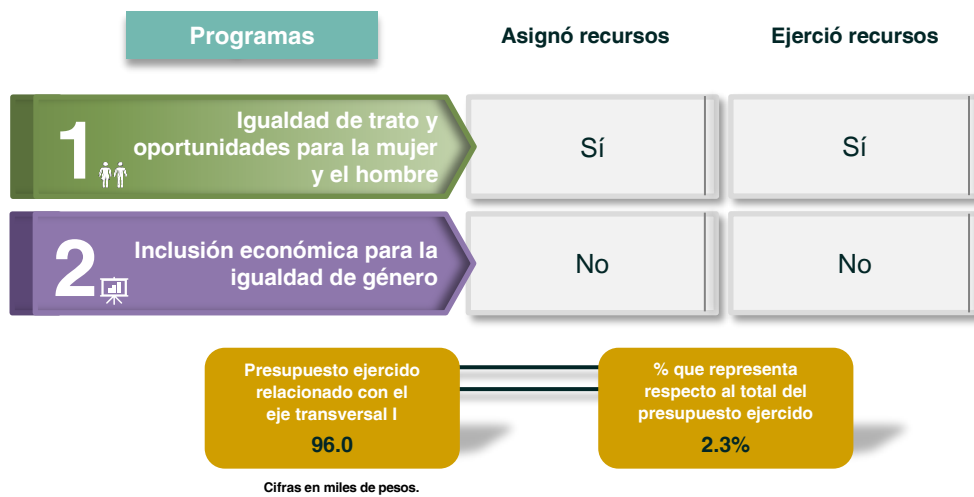 Programas
Asignó recursos
Ejerció recursos
1
Igualdad de trato y
oportunidades para la mujer
y el hombre
Sí
Sí
2
Inclusión económica para la
igualdad de género
No
No
Presupuesto ejercido
relacionado con el
eje transversal I
96.0
% que representa
respecto al total del
presupuesto ejercido
2.3%
Cifras en miles de pesos.